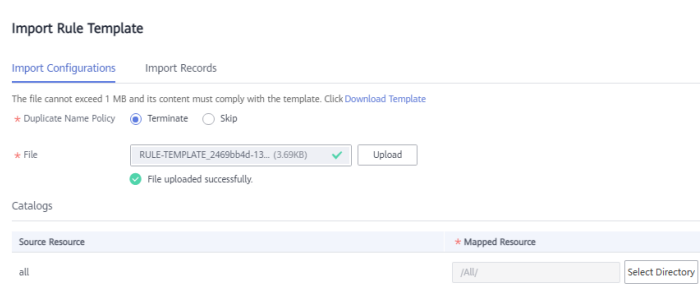 Import Rule Template
Import Configurations Import Records
The file cannot exceed 1 MB and its content must comply with the template. Click Download Template
* Duplicate Name Policy Terminate Skip
* File RULE-TEMPLATE_2469bb4d-13... (3.69KB) Upload
File uploaded successfully.
Catalogs
Source Resource * Mapped Resource
all /All/ Select Directory